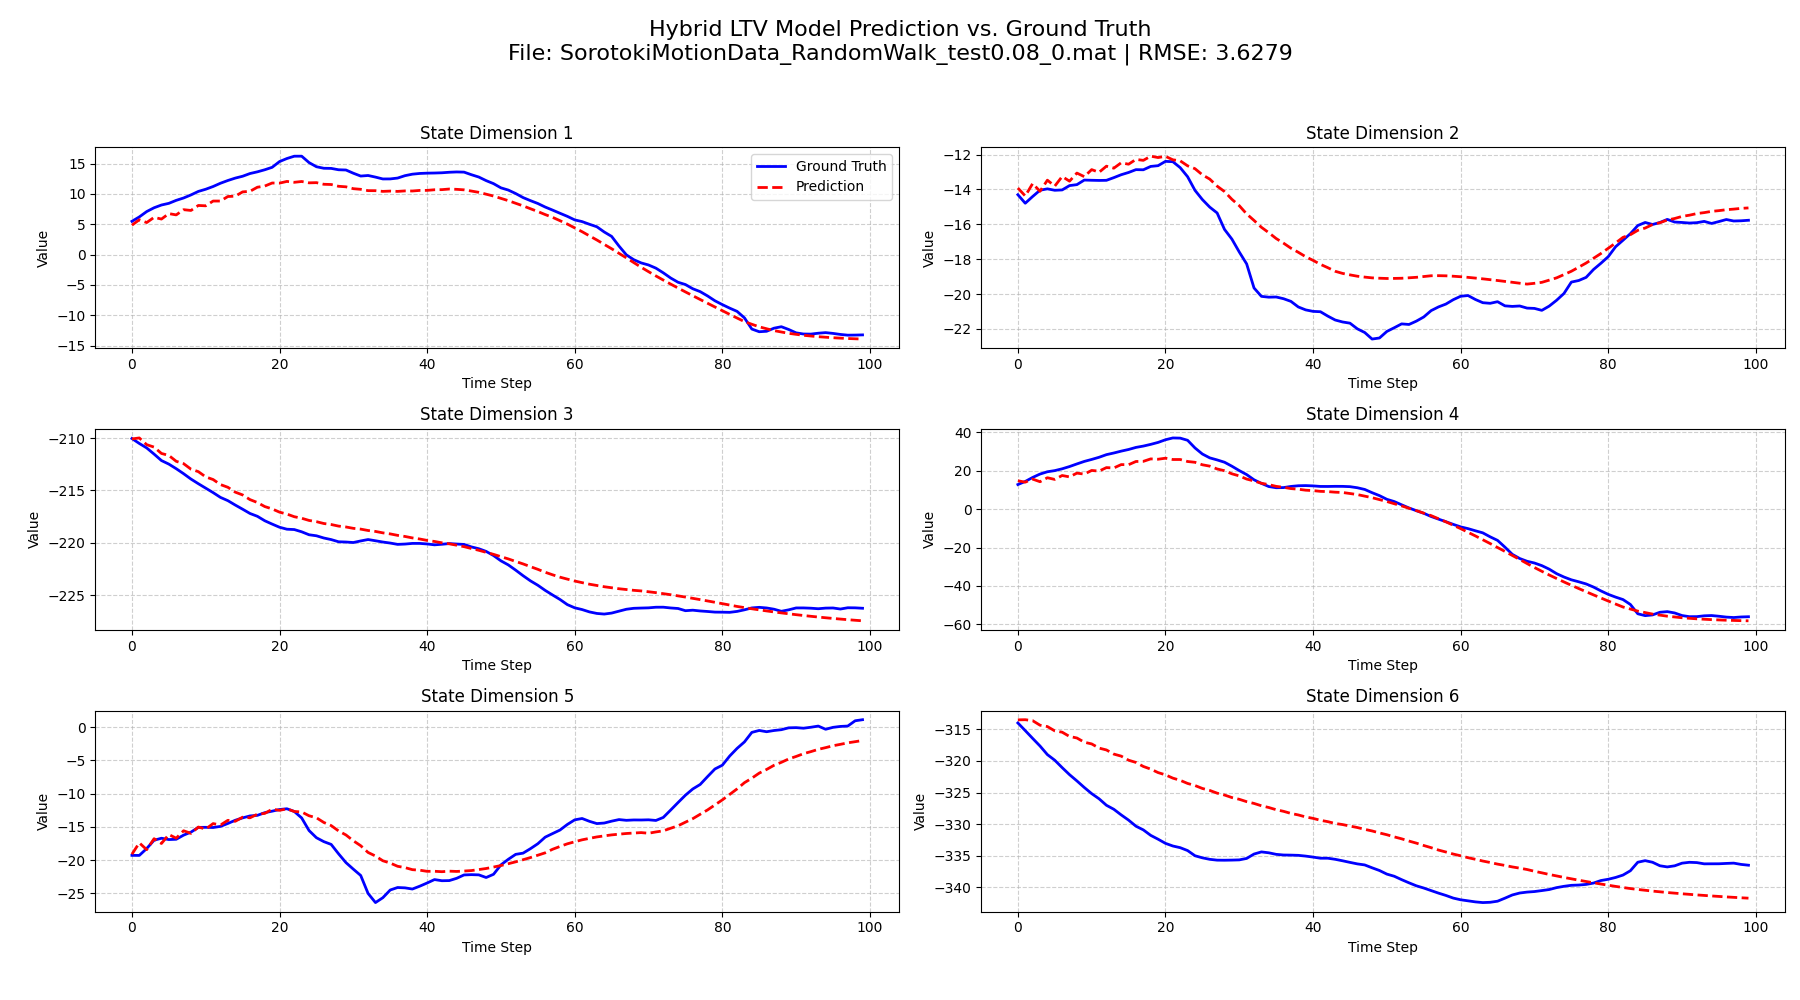 Hybrid LTV Model Prediction vs. Ground Truth
File: SorotokiMotionData_RandomWalk_test0.08_0.mat | RMSE: 3.6279
State Dimension 1
Value
15
10
5
0
−5
−10
−15
0 20 40 60 80 100
Time Step
Ground Truth
Prediction
State Dimension 2
Value
−12
−14
−16
−18
−20
−22
0 20 40 60 80 100
Time Step
State Dimension 3
Value
−210
−215
−220
−225
0 20 40 60 80 100
Time Step
State Dimension 4
Value
40
20
0
−20
−40
−60
0 20 40 60 80 100
Time Step
State Dimension 5
Value
0
−5
−10
−15
−20
−25
0 20 40 60 80 100
Time Step
State Dimension 6
Value
−315
−320
−325
−330
−335
−340
0 20 40 60 80 100
Time Step